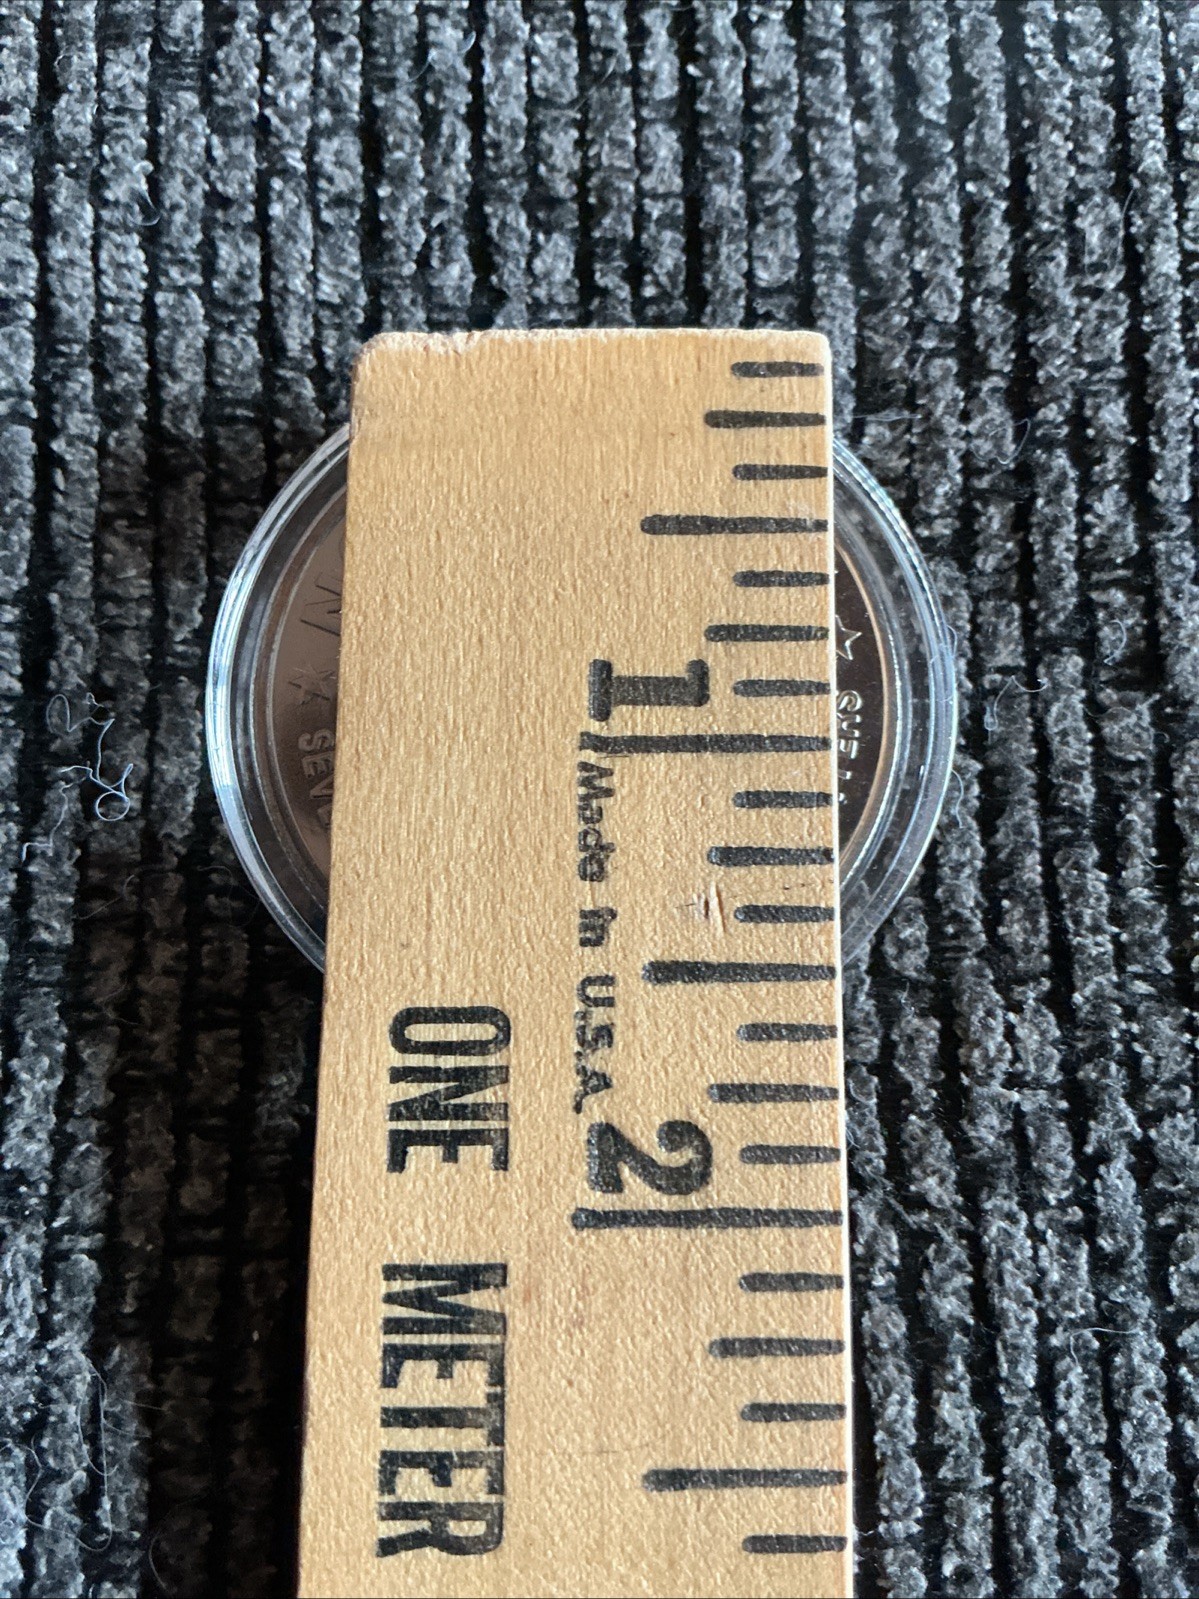 1
Made in U.S.A.
2
ONE METER